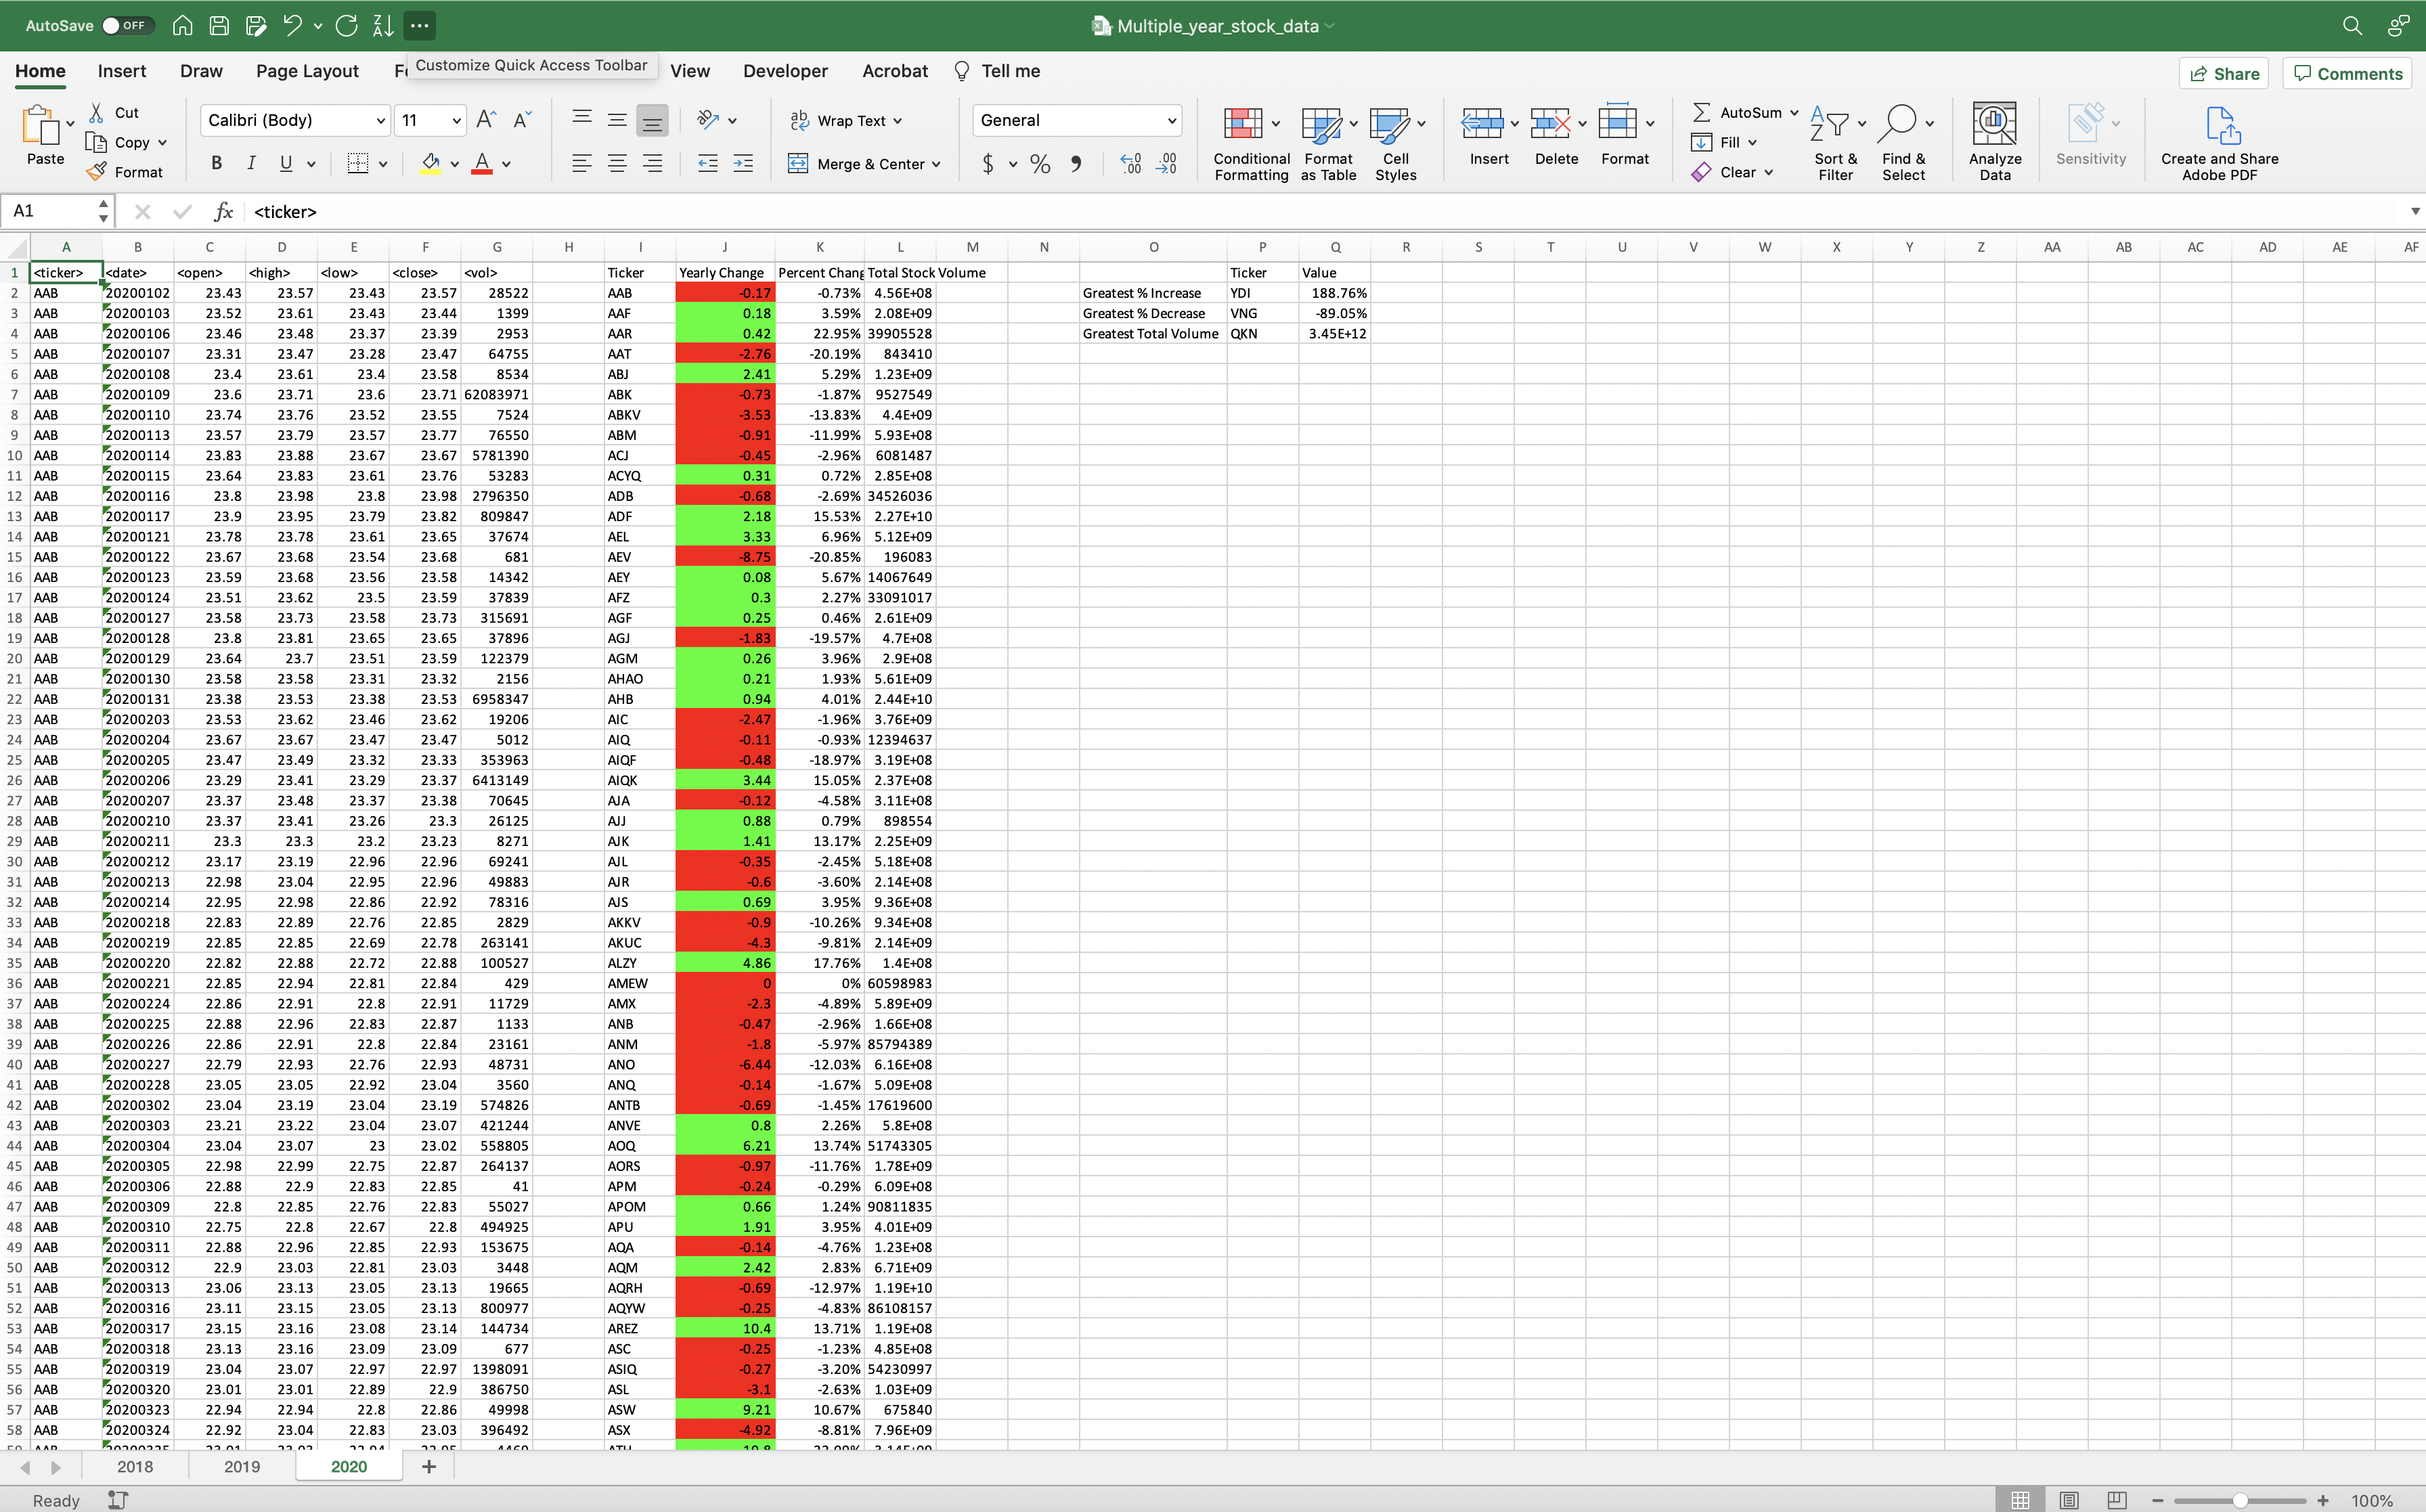 AutoSave OFF Multiple_year_stock_data
Home Insert Draw Page Layout Customize Quick Access Toolbar View Developer Acrobat Tell me Share Comments
Paste Cut Copy Format Calibri (Body) 11 Wrap Text General AutoSum Fill Clear
B I U Merge & Center $ % Conditional Formatting Format as Table Cell Styles Insert Delete Format Sort & Filter Find & Select Analyze Data Sensitivity Create and Share Adobe PDF
A1 fx <ticker>
A B C D E F G H I J K L M N O P Q R S T U V W X Y Z AA AB AC AD AE AF
1 <ticker> <date> <open> <high> <low> <close> <vol> Ticker Yearly Change Percent Chang Total Stock Volume Ticker Value
2 AAB 20200102 23.43 23.57 23.43 23.57 28522 AAB -0.17 -0.73% 4.56E+08 Greatest % Increase YDI 188.76%
3 AAB 20200103 23.52 23.61 23.43 23.44 1399 AAF 0.18 3.59% 2.08E+09 Greatest % Decrease VNG -89.05%
4 AAB 20200106 23.46 23.48 23.37 23.39 2953 AAR 0.42 22.95% 39905528 Greatest Total Volume QKN 3.45E+12
5 AAB 20200107 23.31 23.47 23.28 23.47 64755 AAT -2.76 -20.19% 843410
6 AAB 20200108 23.4 23.61 23.4 23.58 8534 ABJ 2.41 5.29% 1.23E+09
7 AAB 20200109 23.6 23.71 23.6 23.71 62083971 ABK -0.73 -1.87% 9527549
8 AAB 20200110 23.74 23.76 23.52 23.55 7524 ABKV -3.53 -13.83% 4.4E+09
9 AAB 20200113 23.57 23.79 23.57 23.77 76550 ABM -0.91 -11.99% 5.93E+08
10 AAB 20200114 23.83 23.88 23.67 23.67 5781390 ACJ -0.45 -2.96% 6081487
11 AAB 20200115 23.64 23.83 23.61 23.76 53283 ACYQ 0.31 0.72% 2.85E+08
12 AAB 20200116 23.8 23.98 23.8 23.98 2796350 ADB -0.68 -2.69% 34526036
13 AAB 20200117 23.9 23.95 23.79 23.82 809847 ADF 2.18 15.53% 2.27E+10
14 AAB 20200121 23.78 23.78 23.61 23.65 37674 AEL 3.33 6.96% 5.12E+09
15 AAB 20200122 23.67 23.68 23.54 23.68 681 AEV -8.75 -20.85% 196083
16 AAB 20200123 23.59 23.68 23.56 23.58 14342 AEY 0.08 5.67% 14067649
17 AAB 20200124 23.51 23.62 23.5 23.59 37839 AFZ 0.3 2.27% 33091017
18 AAB 20200127 23.58 23.73 23.58 23.73 315691 AGF 0.25 0.46% 2.61E+09
19 AAB 20200128 23.8 23.81 23.65 23.65 37896 AGJ -1.83 -19.57% 4.7E+08
20 AAB 20200129 23.64 23.7 23.51 23.59 122379 AGM 0.26 3.96% 2.9E+08
21 AAB 20200130 23.58 23.58 23.31 23.32 2156 AHAO 0.21 1.93% 5.61E+09
22 AAB 20200131 23.38 23.53 23.38 23.53 6958347 AHB 0.94 4.01% 2.44E+10
23 AAB 20200203 23.53 23.62 23.46 23.62 19206 AIC -2.47 -1.96% 3.76E+09
24 AAB 20200204 23.67 23.67 23.47 23.47 5012 AIQ -0.11 -0.93% 12394637
25 AAB 20200205 23.47 23.49 23.32 23.33 353963 AIQF -0.48 -18.97% 3.19E+08
26 AAB 20200206 23.29 23.41 23.29 23.37 6413149 AIQK 3.44 15.05% 2.37E+08
27 AAB 20200207 23.37 23.48 23.37 23.38 70645 AJA -0.12 -4.58% 3.11E+08
28 AAB 20200210 23.37 23.41 23.26 23.3 26125 AJJ 0.88 0.79% 898554
29 AAB 20200211 23.3 23.3 23.2 23.23 8271 AJK 1.41 13.17% 2.25E+09
30 AAB 20200212 23.17 23.19 22.96 22.96 69241 AJL -0.35 -2.45% 5.18E+08
31 AAB 20200213 22.98 23.04 22.95 22.96 49883 AJR -0.6 -3.60% 2.14E+09
32 AAB 20200214 22.95 22.98 22.86 22.92 78316 AJS 0.69 3.95% 9.36E+08
33 AAB 20200218 22.83 22.89 22.76 22.85 2829 AKKV -0.9 -10.26% 9.34E+08
34 AAB 20200219 22.85 22.85 22.69 22.78 263141 AKUC -4.3 -9.81% 2.14E+09
35 AAB 20200220 22.82 22.88 22.72 22.88 100527 ALZY 4.86 17.76% 1.4E+08
36 AAB 20200221 22.85 22.94 22.81 22.84 429 AMEW 0 0% 60598983
37 AAB 20200224 22.86 22.91 22.8 22.91 11729 AMX -2.3 -4.89% 5.89E+09
38 AAB 20200225 22.88 22.96 22.83 22.87 1133 ANB -0.47 -2.96% 1.66E+08
39 AAB 20200226 22.86 22.91 22.8 22.84 23161 ANM -1.8 -5.97% 85794389
40 AAB 20200227 22.79 22.93 22.76 22.93 48731 ANO -6.44 -12.03% 6.16E+08
41 AAB 20200228 23.05 23.05 22.92 23.04 3560 ANQ -0.14 -1.67% 5.09E+08
42 AAB 20200302 23.04 23.19 23.04 23.19 574826 ANTB -0.69 -1.45% 17619600
43 AAB 20200303 23.21 23.22 23.04 23.07 421244 ANVE 0.8 2.26% 5.8E+08
44 AAB 20200304 23.04 23.07 23 23.02 558805 AOQ 6.21 13.74% 51743305
45 AAB 20200305 22.98 22.99 22.75 22.87 264137 AORS -0.97 -11.76% 1.78E+09
46 AAB 20200306 22.88 22.9 22.83 22.85 41 APM -0.24 -0.29% 6.09E+08
47 AAB 20200309 22.8 22.85 22.76 22.83 55027 APOM 0.66 1.24% 90811835
48 AAB 20200310 22.75 22.8 22.67 22.8 494925 APU 1.91 3.95% 4.01E+09
49 AAB 20200311 22.88 22.96 22.85 22.93 153675 AQA -0.14 -4.76% 1.23E+08
50 AAB 20200312 22.9 23.03 22.81 23.03 3448 AQM 2.42 2.83% 6.71E+09
51 AAB 20200313 23.06 23.13 23.05 23.13 19665 AQRH -0.69 -12.97% 1.19E+10
52 AAB 20200316 23.11 23.15 23.05 23.13 800977 AQYW -0.25 -4.83% 86108157
53 AAB 20200317 23.15 23.16 23.08 23.14 144734 AREZ 10.4 13.71% 1.19E+08
54 AAB 20200318 23.13 23.16 23.09 23.09 677 ASC -0.25 -1.23% 4.85E+08
55 AAB 20200319 23.04 23.07 22.97 22.97 1398091 ASIQ -0.27 -3.20% 54230997
56 AAB 20200320 23.01 23.01 22.89 22.9 386750 ASL -3.1 -2.63% 1.03E+09
57 AAB 20200323 22.94 22.94 22.8 22.86 49998 ASW 9.21 10.67% 675840
58 AAB 20200324 22.92 23.04 22.83 23.03 396492 ASX -4.92 -8.81% 7.96E+09
2018 2019 2020 +
Ready 100%